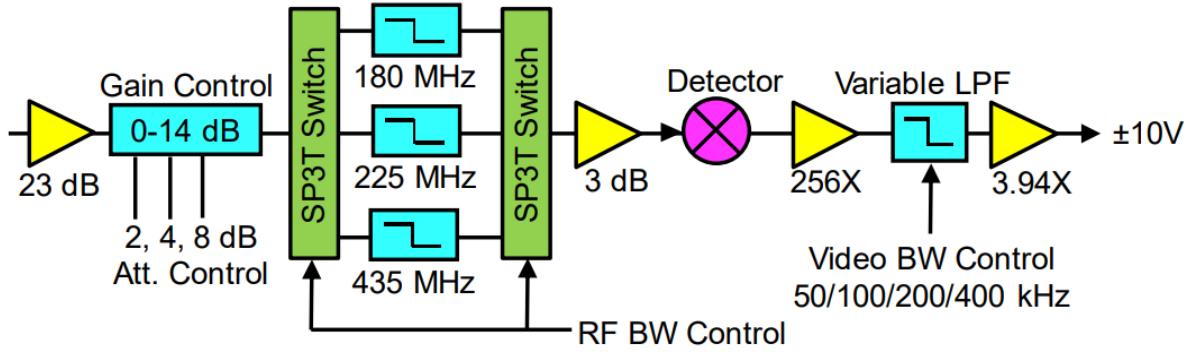 Gain Control
0-14 dB
23 dB
2, 4, 8 dB
Att. Control
SP3T Switch
180 MHz
225 MHz
435 MHz
SP3T Switch
RF BW Control
3 dB
Detector
256X
Variable LPF
3.94X
±10V
Video BW Control
50/100/200/400 kHz